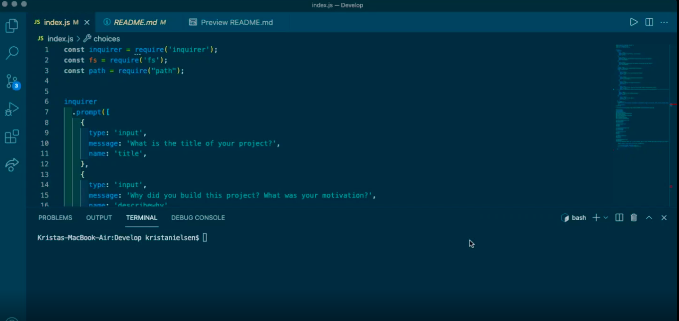 index.js — Develop
JS index.js M × ⓘ README.md M Preview README.md
JS index.js > choices
1 const inquirer = require('inquirer');
2 const fs = require('fs');
3 const path = require("path");
4
5
6 inquirer
7 .prompt([
8 {
9 type: 'input',
10 message: 'What is the title of your project?',
11 name: 'title',
12 },
13 {
14 type: 'input',
15 message: 'Why did you build this project? What was your motivation?',
16 name: 'describewhy'
3
PROBLEMS OUTPUT TERMINAL DEBUG CONSOLE bash
Kristas-MacBook-Air:Develop kristanielsen$